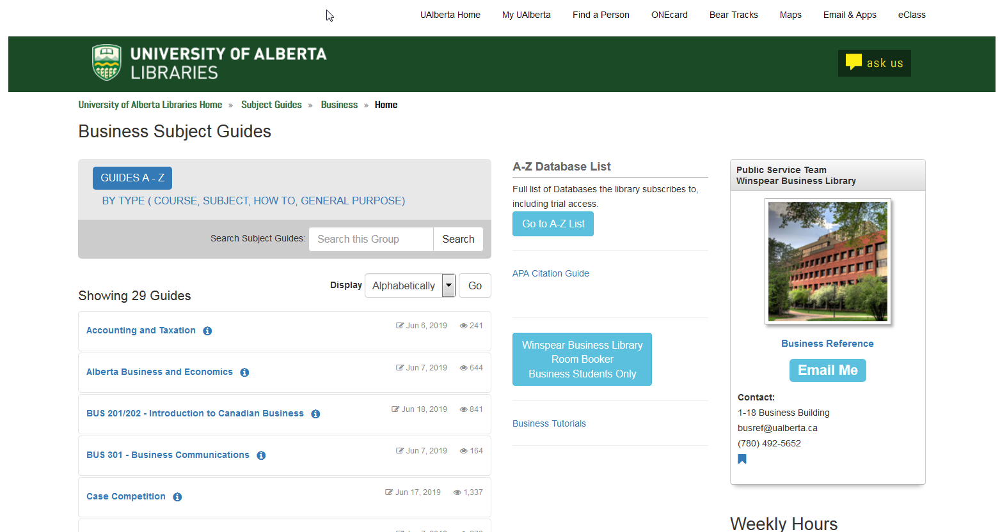 UAlberta Home My UAlberta Find a Person ONEcard Bear Tracks Maps Email & Apps eClass
UNIVERSITY OF ALBERTA
LIBRARIES
ask us
University of Alberta Libraries Home » Subject Guides » Business » Home
Business Subject Guides
GUIDES A - Z
BY TYPE ( COURSE, SUBJECT, HOW TO, GENERAL PURPOSE)
Search Subject Guides: Search this Group Search
Display Alphabetically Go
Showing 29 Guides
Accounting and Taxation Jun 6, 2019 241
Alberta Business and Economics Jun 7, 2019 644
BUS 201/202 - Introduction to Canadian Business Jun 18, 2019 841
BUS 301 - Business Communications Jun 7, 2019 164
Case Competition Jun 17, 2019 1,337
A-Z Database List
Full list of Databases the library subscribes to,
including trial access.
Go to A-Z List
APA Citation Guide
Winspear Business Library
Room Booker
Business Students Only
Business Tutorials
Public Service Team
Winspear Business Library
Business Reference
Email Me
Contact:
1-18 Business Building
busref@ualberta.ca
(780) 492-5652
Weekly Hours